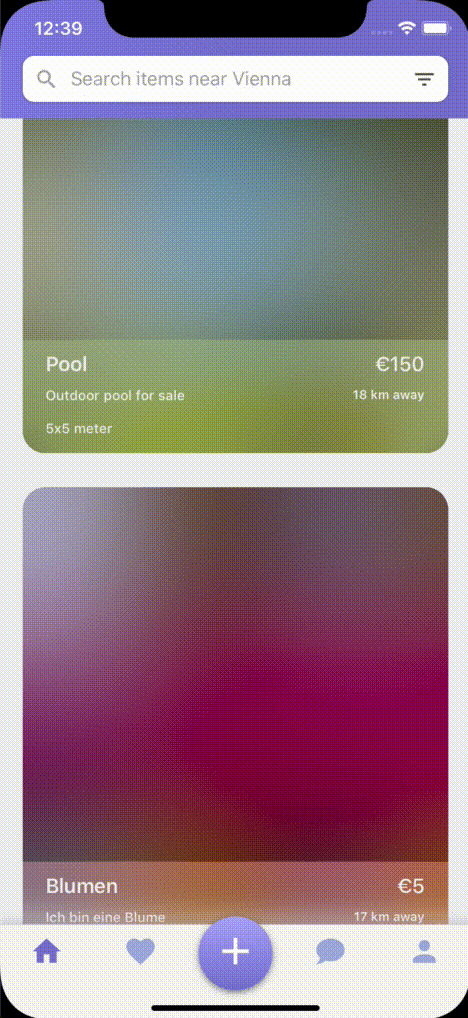 12:39
Search items near Vienna
Pool €150
Outdoor pool for sale 18 km away
5x5 meter
Blumen €5
Ich bin eine Blume 17 km away